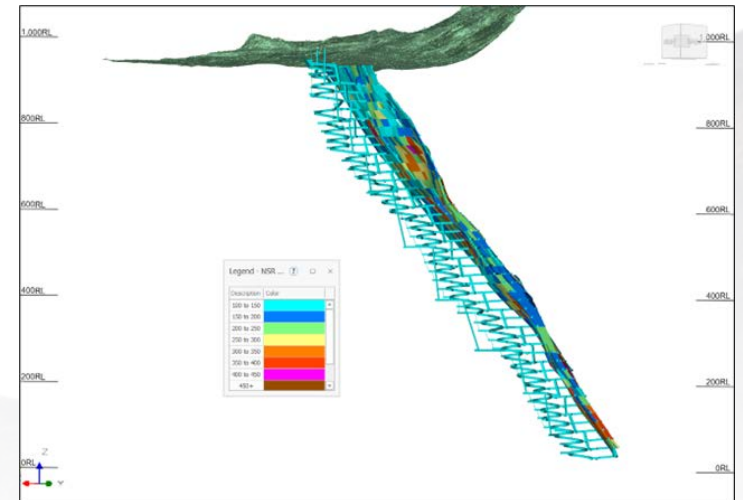 1,000RL
1,000RL
800RL
800RL
600RL
600RL
Legend - NSR ... ?
Description Color
100 to 150
150 to 200
200 to 250
250 to 300
300 to 350
350 to 400
400 to 450
450+
400RL
400RL
200RL
200RL
0RL
0RL
Z
Y